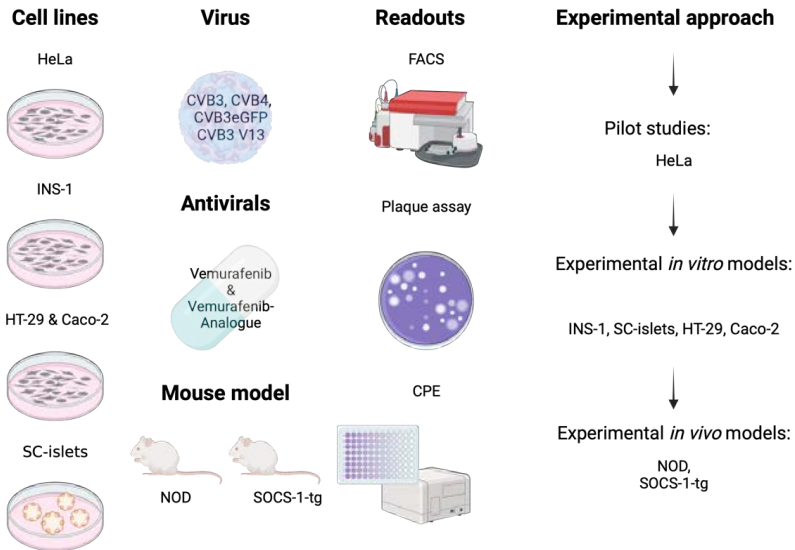 Cell lines
HeLa
INS-1
HT-29 & Caco-2
SC-islets
Virus
CVB3, CVB4,
CVB3eGFP
CVB3 V13
Antivirals
Vemurafenib
&
Vemurafenib-
Analogue
Mouse model
NOD
SOCS-1-tg
Readouts
FACS
Plaque assay
CPE
Experimental approach
Pilot studies:
HeLa
Experimental in vitro models:
INS-1, SC-islets, HT-29, Caco-2
Experimental in vivo models:
NOD,
SOCS-1-tg